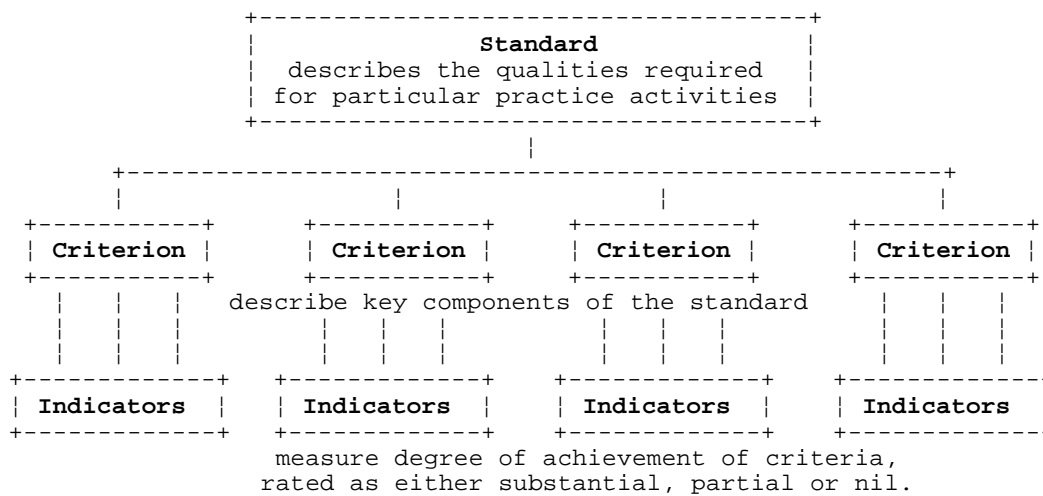 Standard
describes the qualities required
for particular practice activities
Criterion Criterion Criterion Criterion
describe key components of the standard
Indicators Indicators Indicators Indicators
measure degree of achievement of criteria,
rated as either substantial, partial or nil.